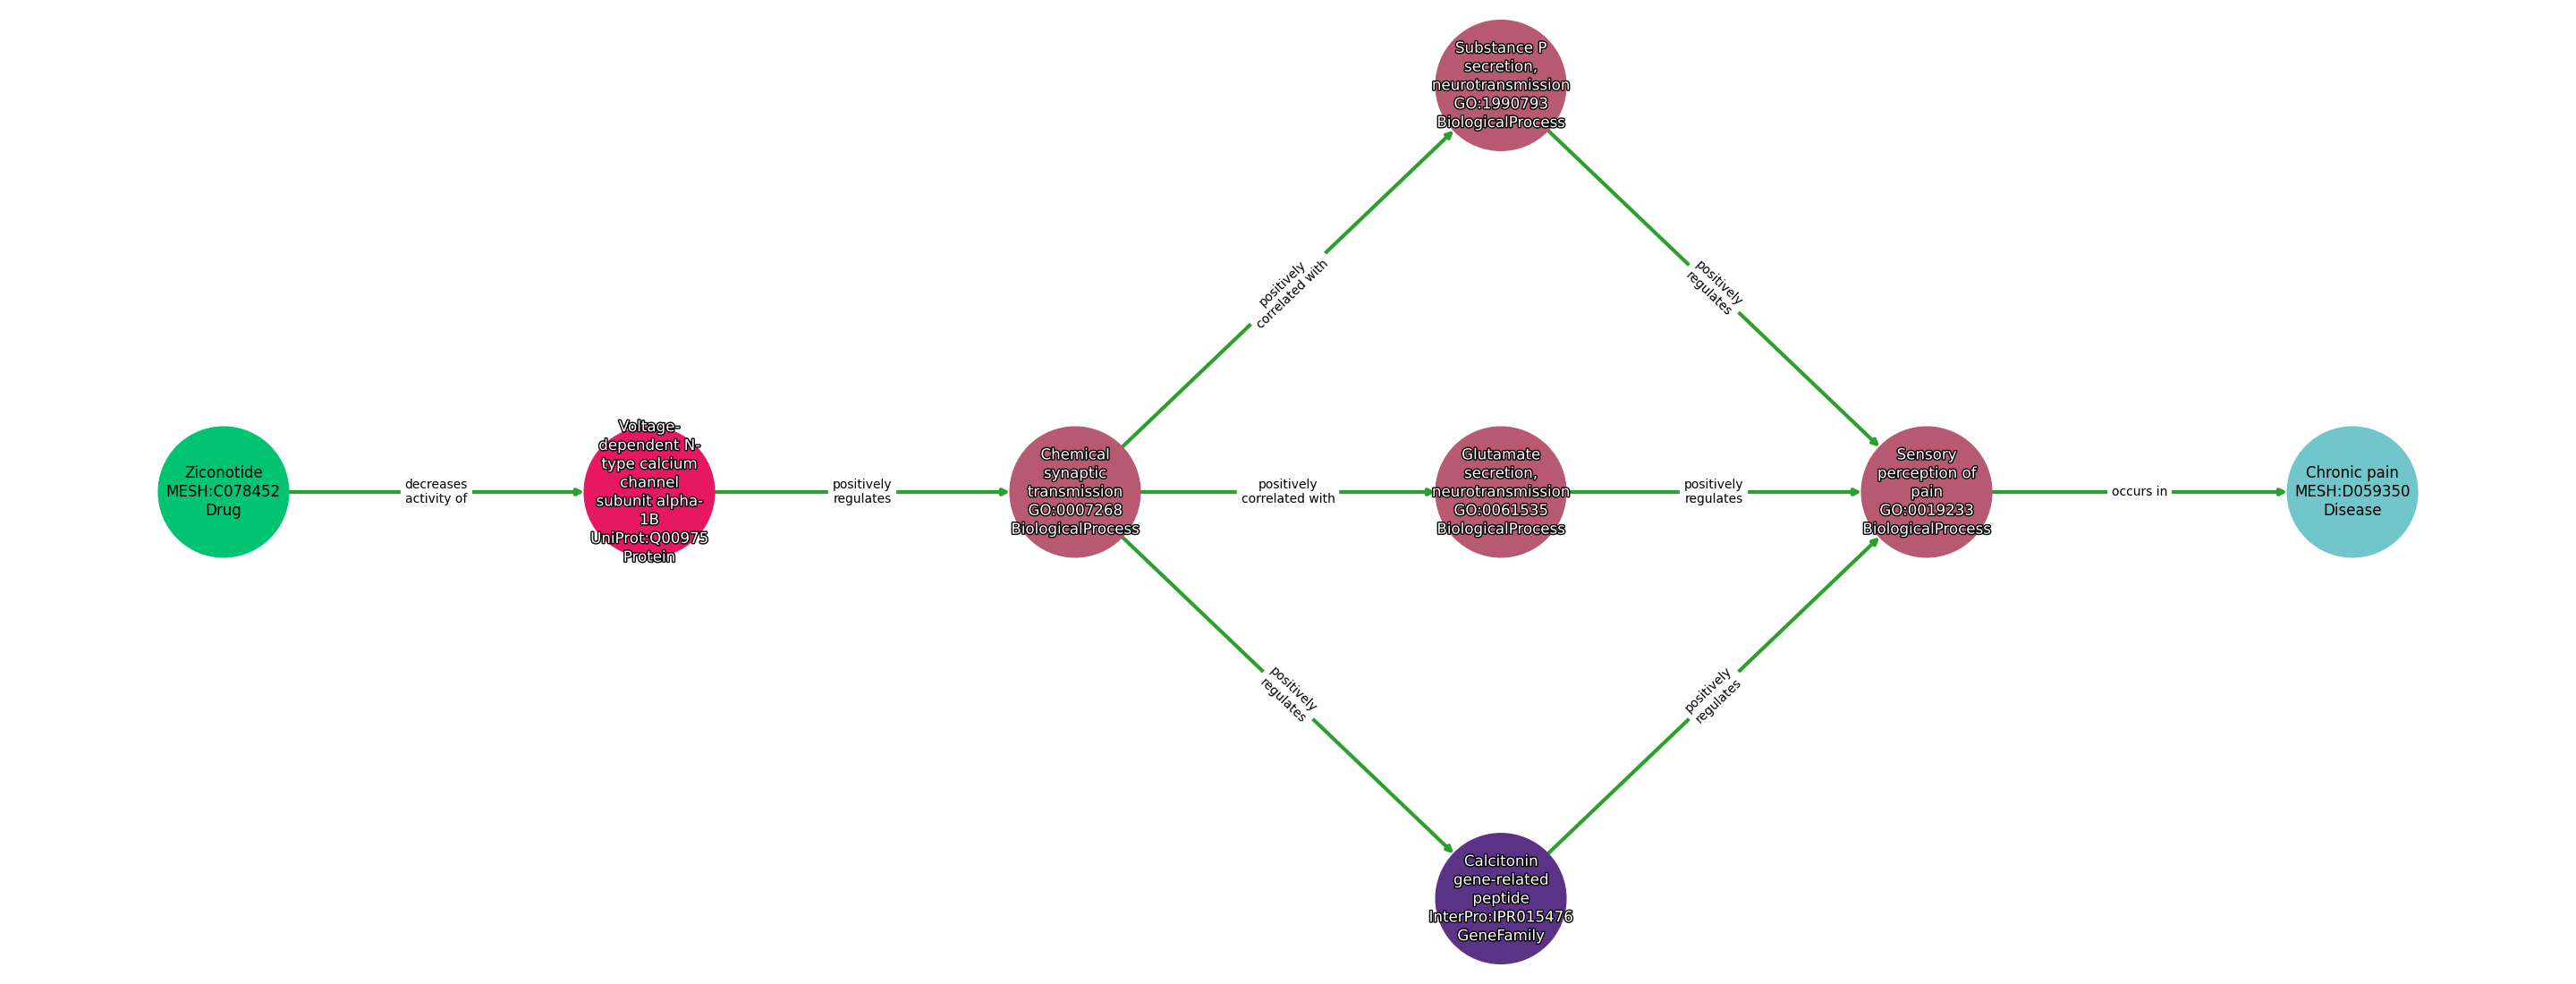 Ziconotide
MESH:C078452
Drug
decreases
activity of
Voltage-
dependent N-
type calcium
channel
subunit alpha-
1B
UniProt:Q00975
Protein
positively
regulates
Chemical
synaptic
transmission
GO:0007268
BiologicalProcess
positively
correlated with
Substance P
secretion,
neurotransmission
GO:1990793
BiologicalProcess
positively
regulates
positively
correlated with
Glutamate
secretion,
neurotransmission
GO:0061535
BiologicalProcess
positively
regulates
positively
regulates
Calcitonin
gene-related
peptide
InterPro:IPR015476
GeneFamily
positively
regulates
Sensory
perception of
pain
GO:0019233
BiologicalProcess
occurs in
Chronic pain
MESH:D059350
Disease